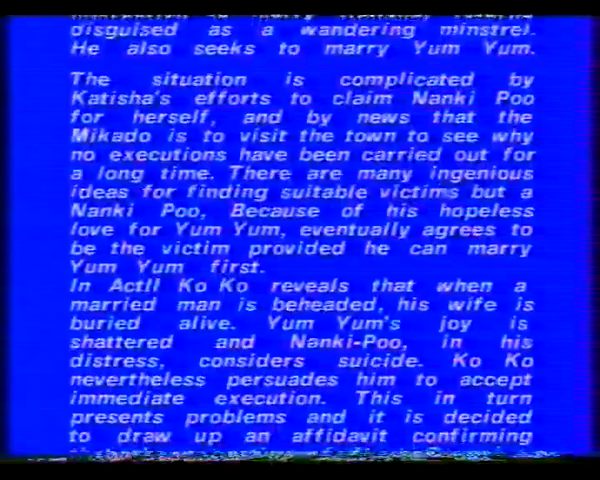 disguised as a wandering minstrel.
He also seeks to marry Yum Yum.
The situation is complicated by
Katisha's efforts to claim Nanki Poo
for herself, and by news that the
Mikado is to visit the town to see why
no executions have been carried out for
a long time. There are many ingenious
ideas for finding suitable victims but a
Nanki Poo, Because of his hopeless
love for Yum Yum, eventually agrees to
be the victim provided he can marry
Yum Yum first.
In ActII Ko Ko reveals that when a
married man is beheaded, his wife is
buried alive. Yum Yum's joy is
shattered and Nanki-Poo, in his
distress, considers suicide. Ko Ko
nevertheless persuades him to accept
immediate execution. This in turn
presents problems and it is decided
to draw up an affidavit confirming